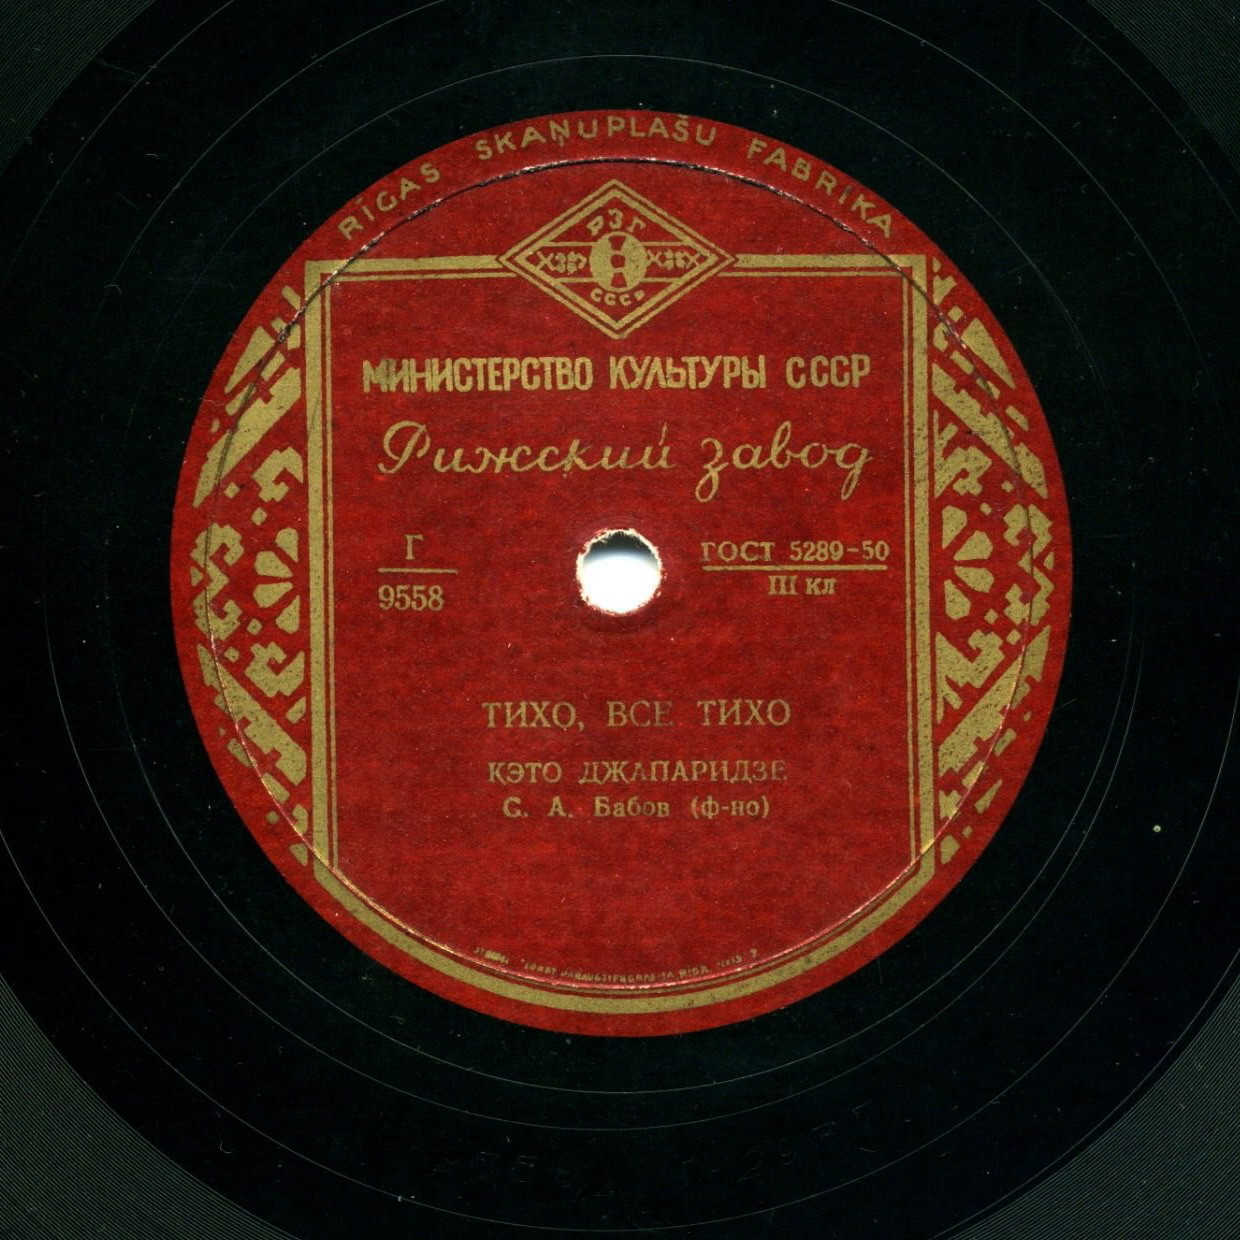 RĪGAS SKAŅUPLAŠU FABRIKA
РЗГ
СССР
МИНИСТЕРСТВО КУЛЬТУРЫ СССР
Рижский завод
Г
9558
ГОСТ 5289-50
III кл
ТИХО, ВСЕ ТИХО
КЭТО ДЖАПАРИДЗЕ
С. А. Бабов (ф-но)